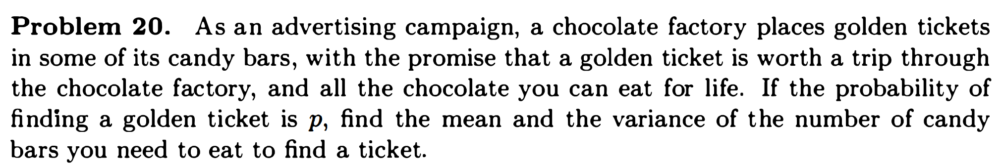 Problem 20. As an advertising campaign, a chocolate factory places golden tickets
in some of its candy bars, with the promise that a golden ticket is worth a trip through
the chocolate factory, and all the chocolate you can eat for life. If the probability of
finding a golden ticket is p, find the mean and the variance of the number of candy
bars you need to eat to find a ticket.